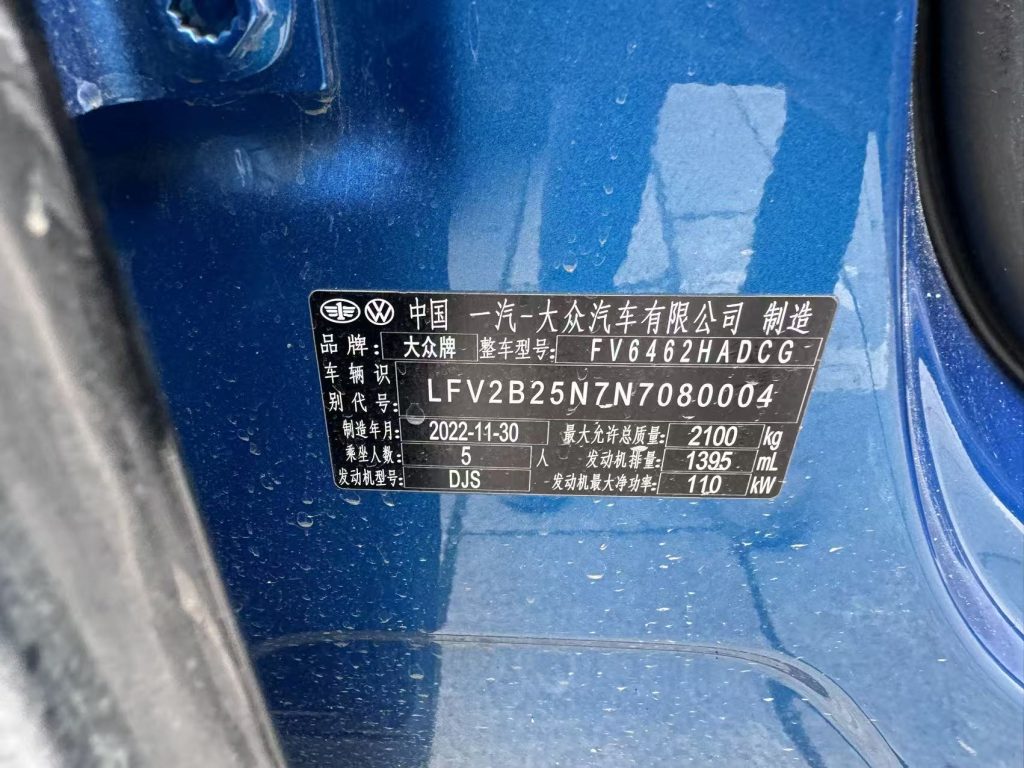 中国 一汽-大众汽车有限公司 制造
品牌: 大众牌 整车型号: FV6462HADCG
车辆识别代号: LFV2B25N7N7080004
制造年月: 2022-11-30 最大允许总质量: 2100 kg
乘坐人数: 5 人 发动机排量: 1395 mL
发动机型号: DJS 发动机最大净功率: 110 kW